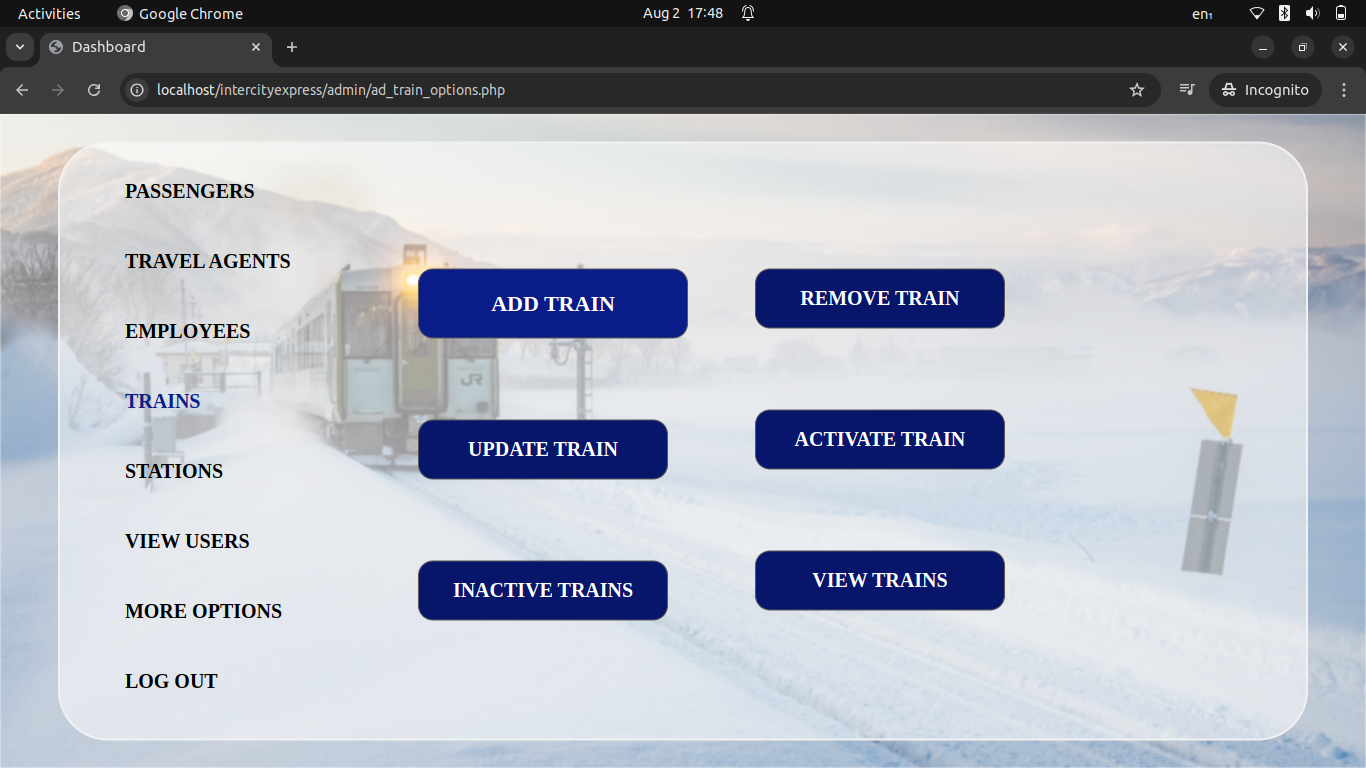 Activities Google Chrome Aug 2 17:48 en₁
Dashboard
localhost/intercityexpress/admin/ad_train_options.php Incognito
PASSENGERS
TRAVEL AGENTS
EMPLOYEES
TRAINS
STATIONS
VIEW USERS
MORE OPTIONS
LOG OUT
ADD TRAIN
REMOVE TRAIN
UPDATE TRAIN
ACTIVATE TRAIN
INACTIVE TRAINS
VIEW TRAINS
JR